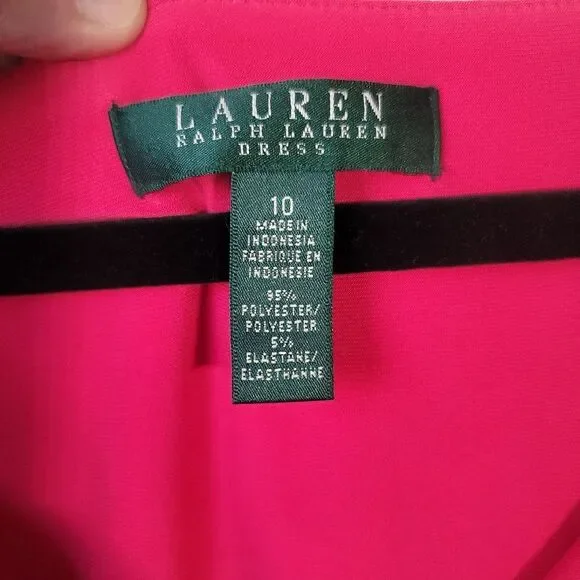 LAUREN
RALPH LAUREN
DRESS
10
MADE IN
INDONESIA
FABRIQUE EN
INDONESIE
95%
POLYESTER/
POLYESTER
5%
ELASTANE/
ELASTHANNE